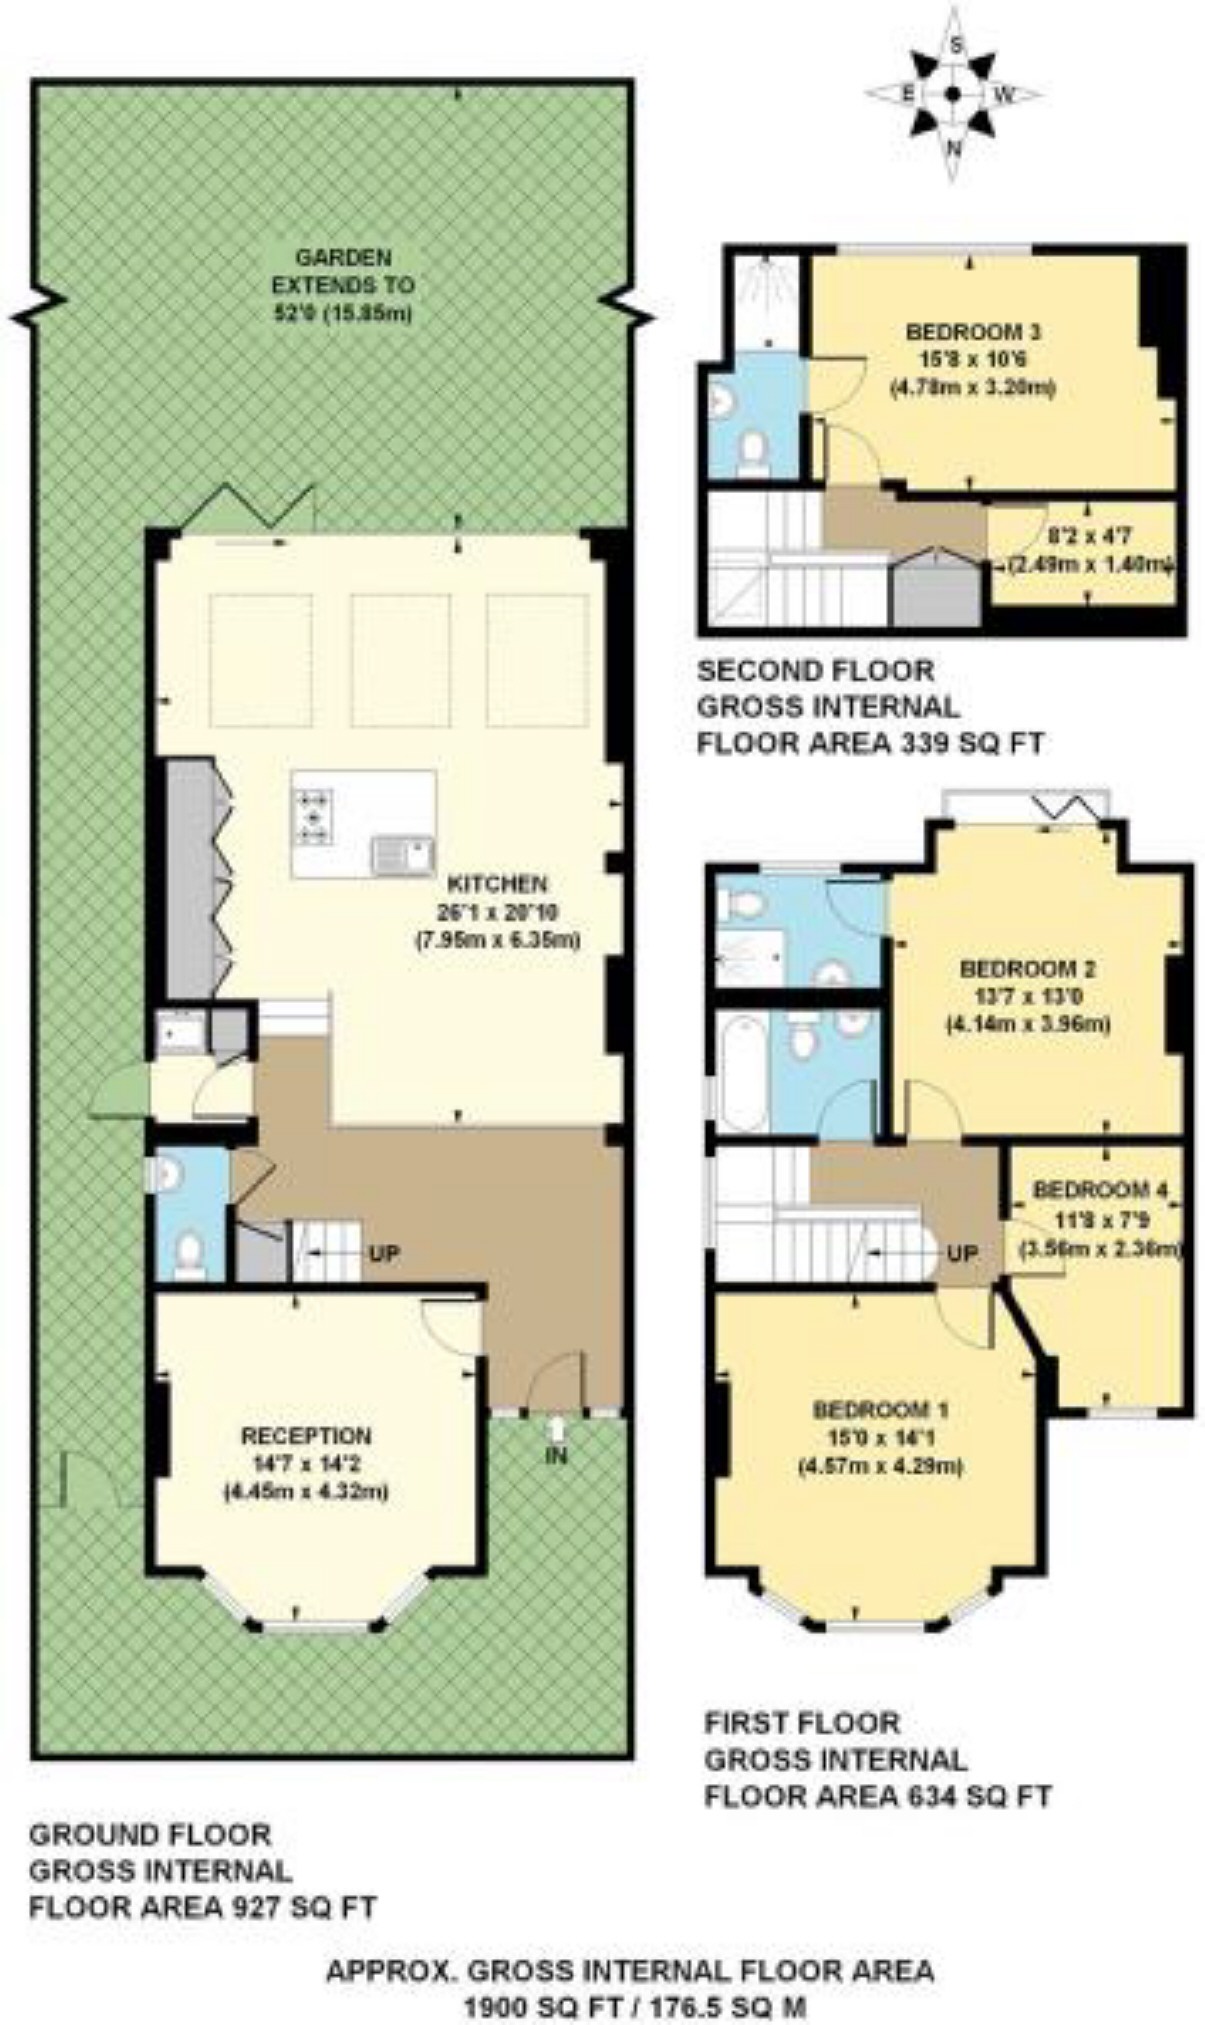 S
E W
N
GARDEN
EXTENDS TO
52'0 (15.85m)
BEDROOM 3
15'8 x 10'6
(4.78m x 3.20m)
8'2 x 4'7
(2.49m x 1.40m)
SECOND FLOOR
GROSS INTERNAL
FLOOR AREA 339 SQ FT
KITCHEN
26'1 x 20'10
(7.95m x 6.35m)
UP
RECEPTION
14'7 x 14'2
(4.45m x 4.32m)
IN
BEDROOM 2
13'7 x 13'0
(4.14m x 3.96m)
BEDROOM 4
11'8 x 7'9
(3.56m x 2.36m)
UP
BEDROOM 1
15'0 x 14'1
(4.57m x 4.29m)
FIRST FLOOR
GROSS INTERNAL
FLOOR AREA 634 SQ FT
GROUND FLOOR
GROSS INTERNAL
FLOOR AREA 927 SQ FT
APPROX. GROSS INTERNAL FLOOR AREA
1900 SQ FT / 176.5 SQ M